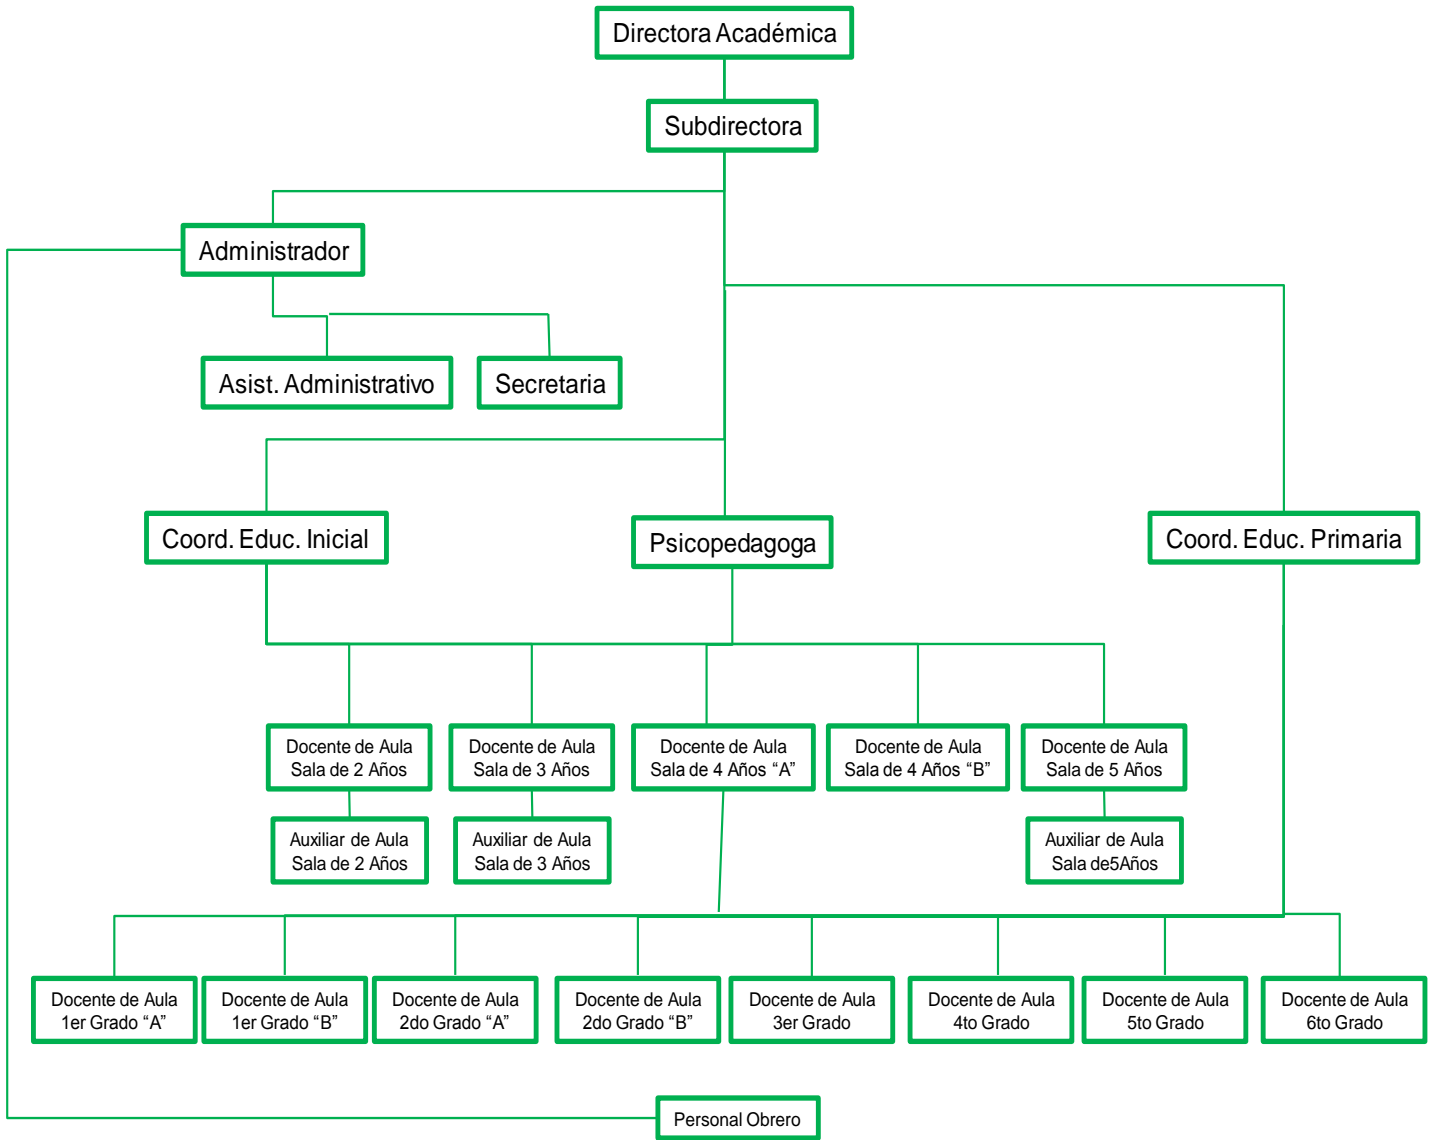 Directora Académica
Subdirectora
Administrador
Asist. Administrativo
Secretaria
Coord. Educ. Inicial
Psicopedagoga
Coord. Educ. Primaria
Docente de Aula
Sala de 2 Años
Docente de Aula
Sala de 3 Años
Docente de Aula
Sala de 4 Años “A”
Docente de Aula
Sala de 4 Años “B”
Docente de Aula
Sala de 5 Años
Auxiliar de Aula
Sala de 2 Años
Auxiliar de Aula
Sala de 3 Años
Auxiliar de Aula
Sala de5Años
Docente de Aula
1er Grado “A”
Docente de Aula
1er Grado “B”
Docente de Aula
2do Grado “A”
Docente de Aula
2do Grado “B”
Docente de Aula
3er Grado
Docente de Aula
4to Grado
Docente de Aula
5to Grado
Docente de Aula
6to Grado
Personal Obrero